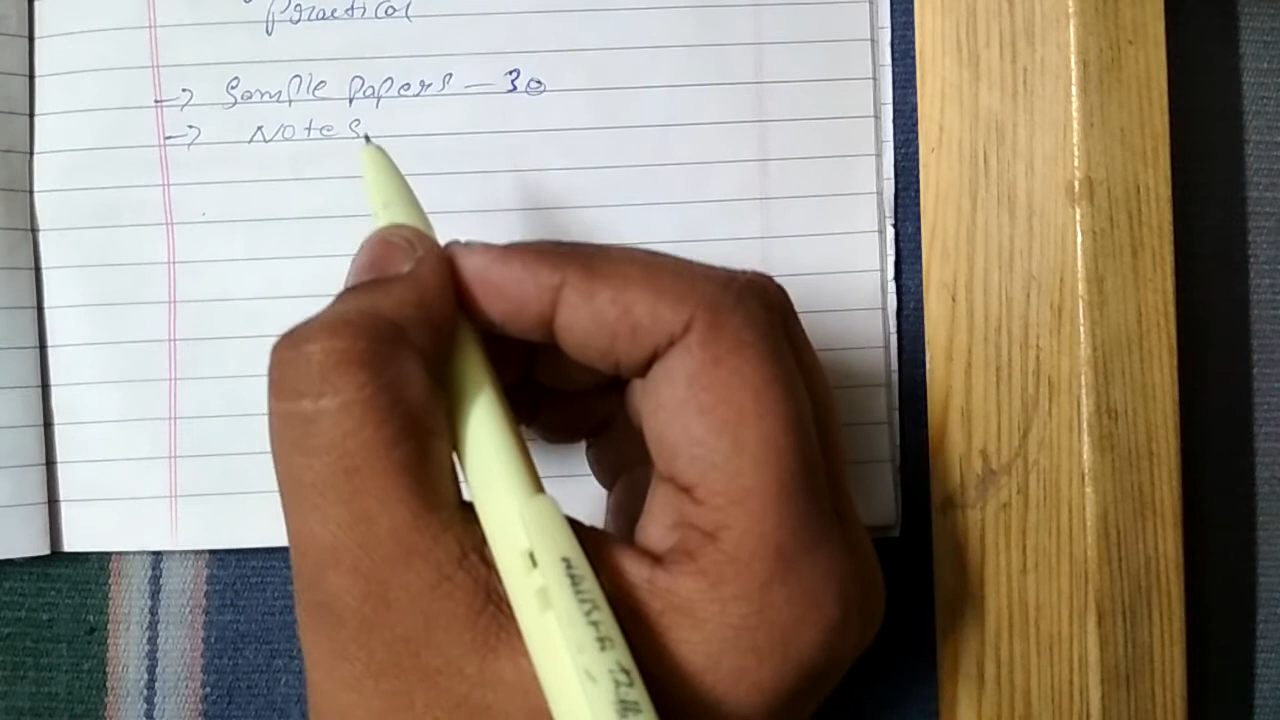 Practical
→ Sample Papers — 30
→ Notes